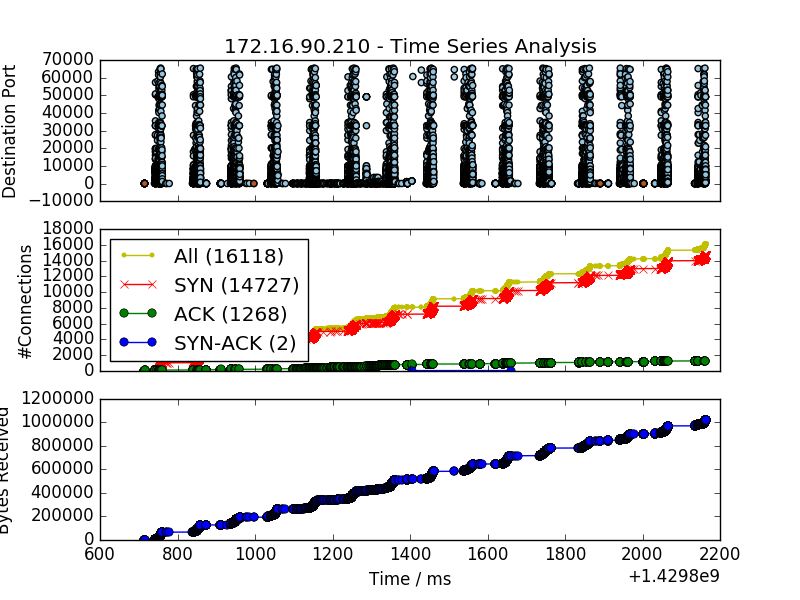 172.16.90.210 - Time Series Analysis
Destination Port
70000
60000
50000
40000
30000
20000
10000
0
−10000
#Connections
18000
16000
14000
12000
10000
8000
6000
4000
2000
0
All (16118)
SYN (14727)
ACK (1268)
SYN-ACK (2)
Bytes Received
1200000
1000000
800000
600000
400000
200000
0
600 800 1000 1200 1400 1600 1800 2000 2200
Time / ms
+1.4298e9